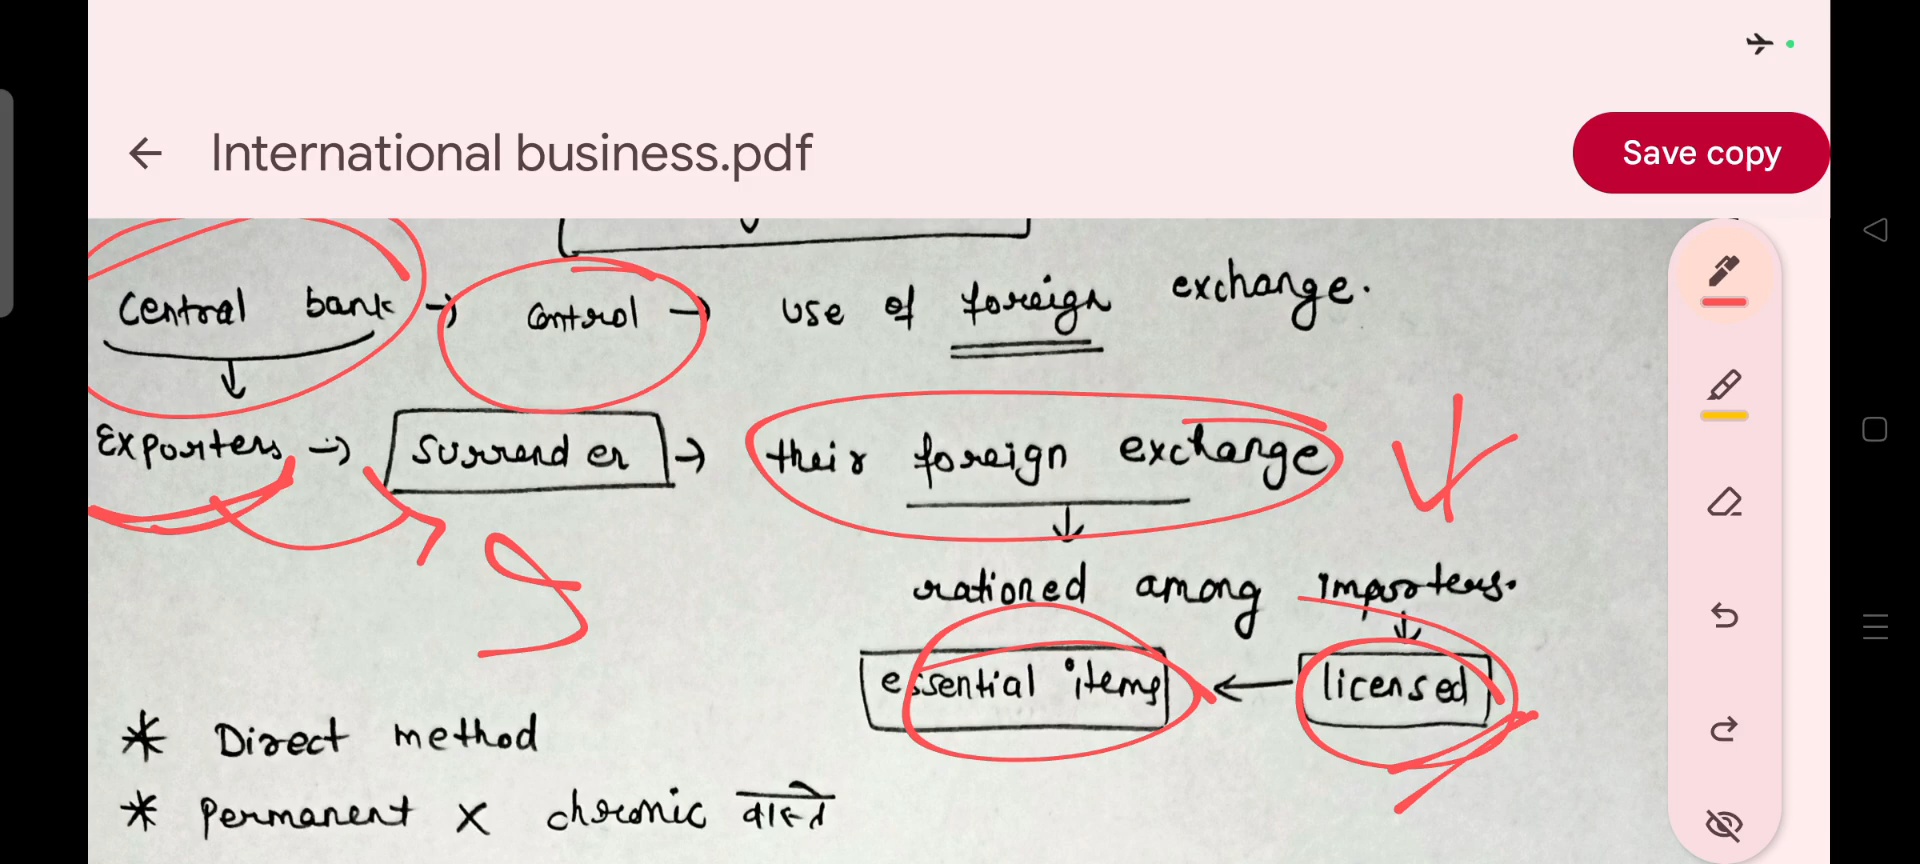 International business.pdf
Save copy
Central bank → Control → use of foreign exchange.
↓
Exporters → Surrender → their foreign exchange
↓
rationed among importers.
↓
essential items ← licensed
* Direct method
* Permanent X chronic